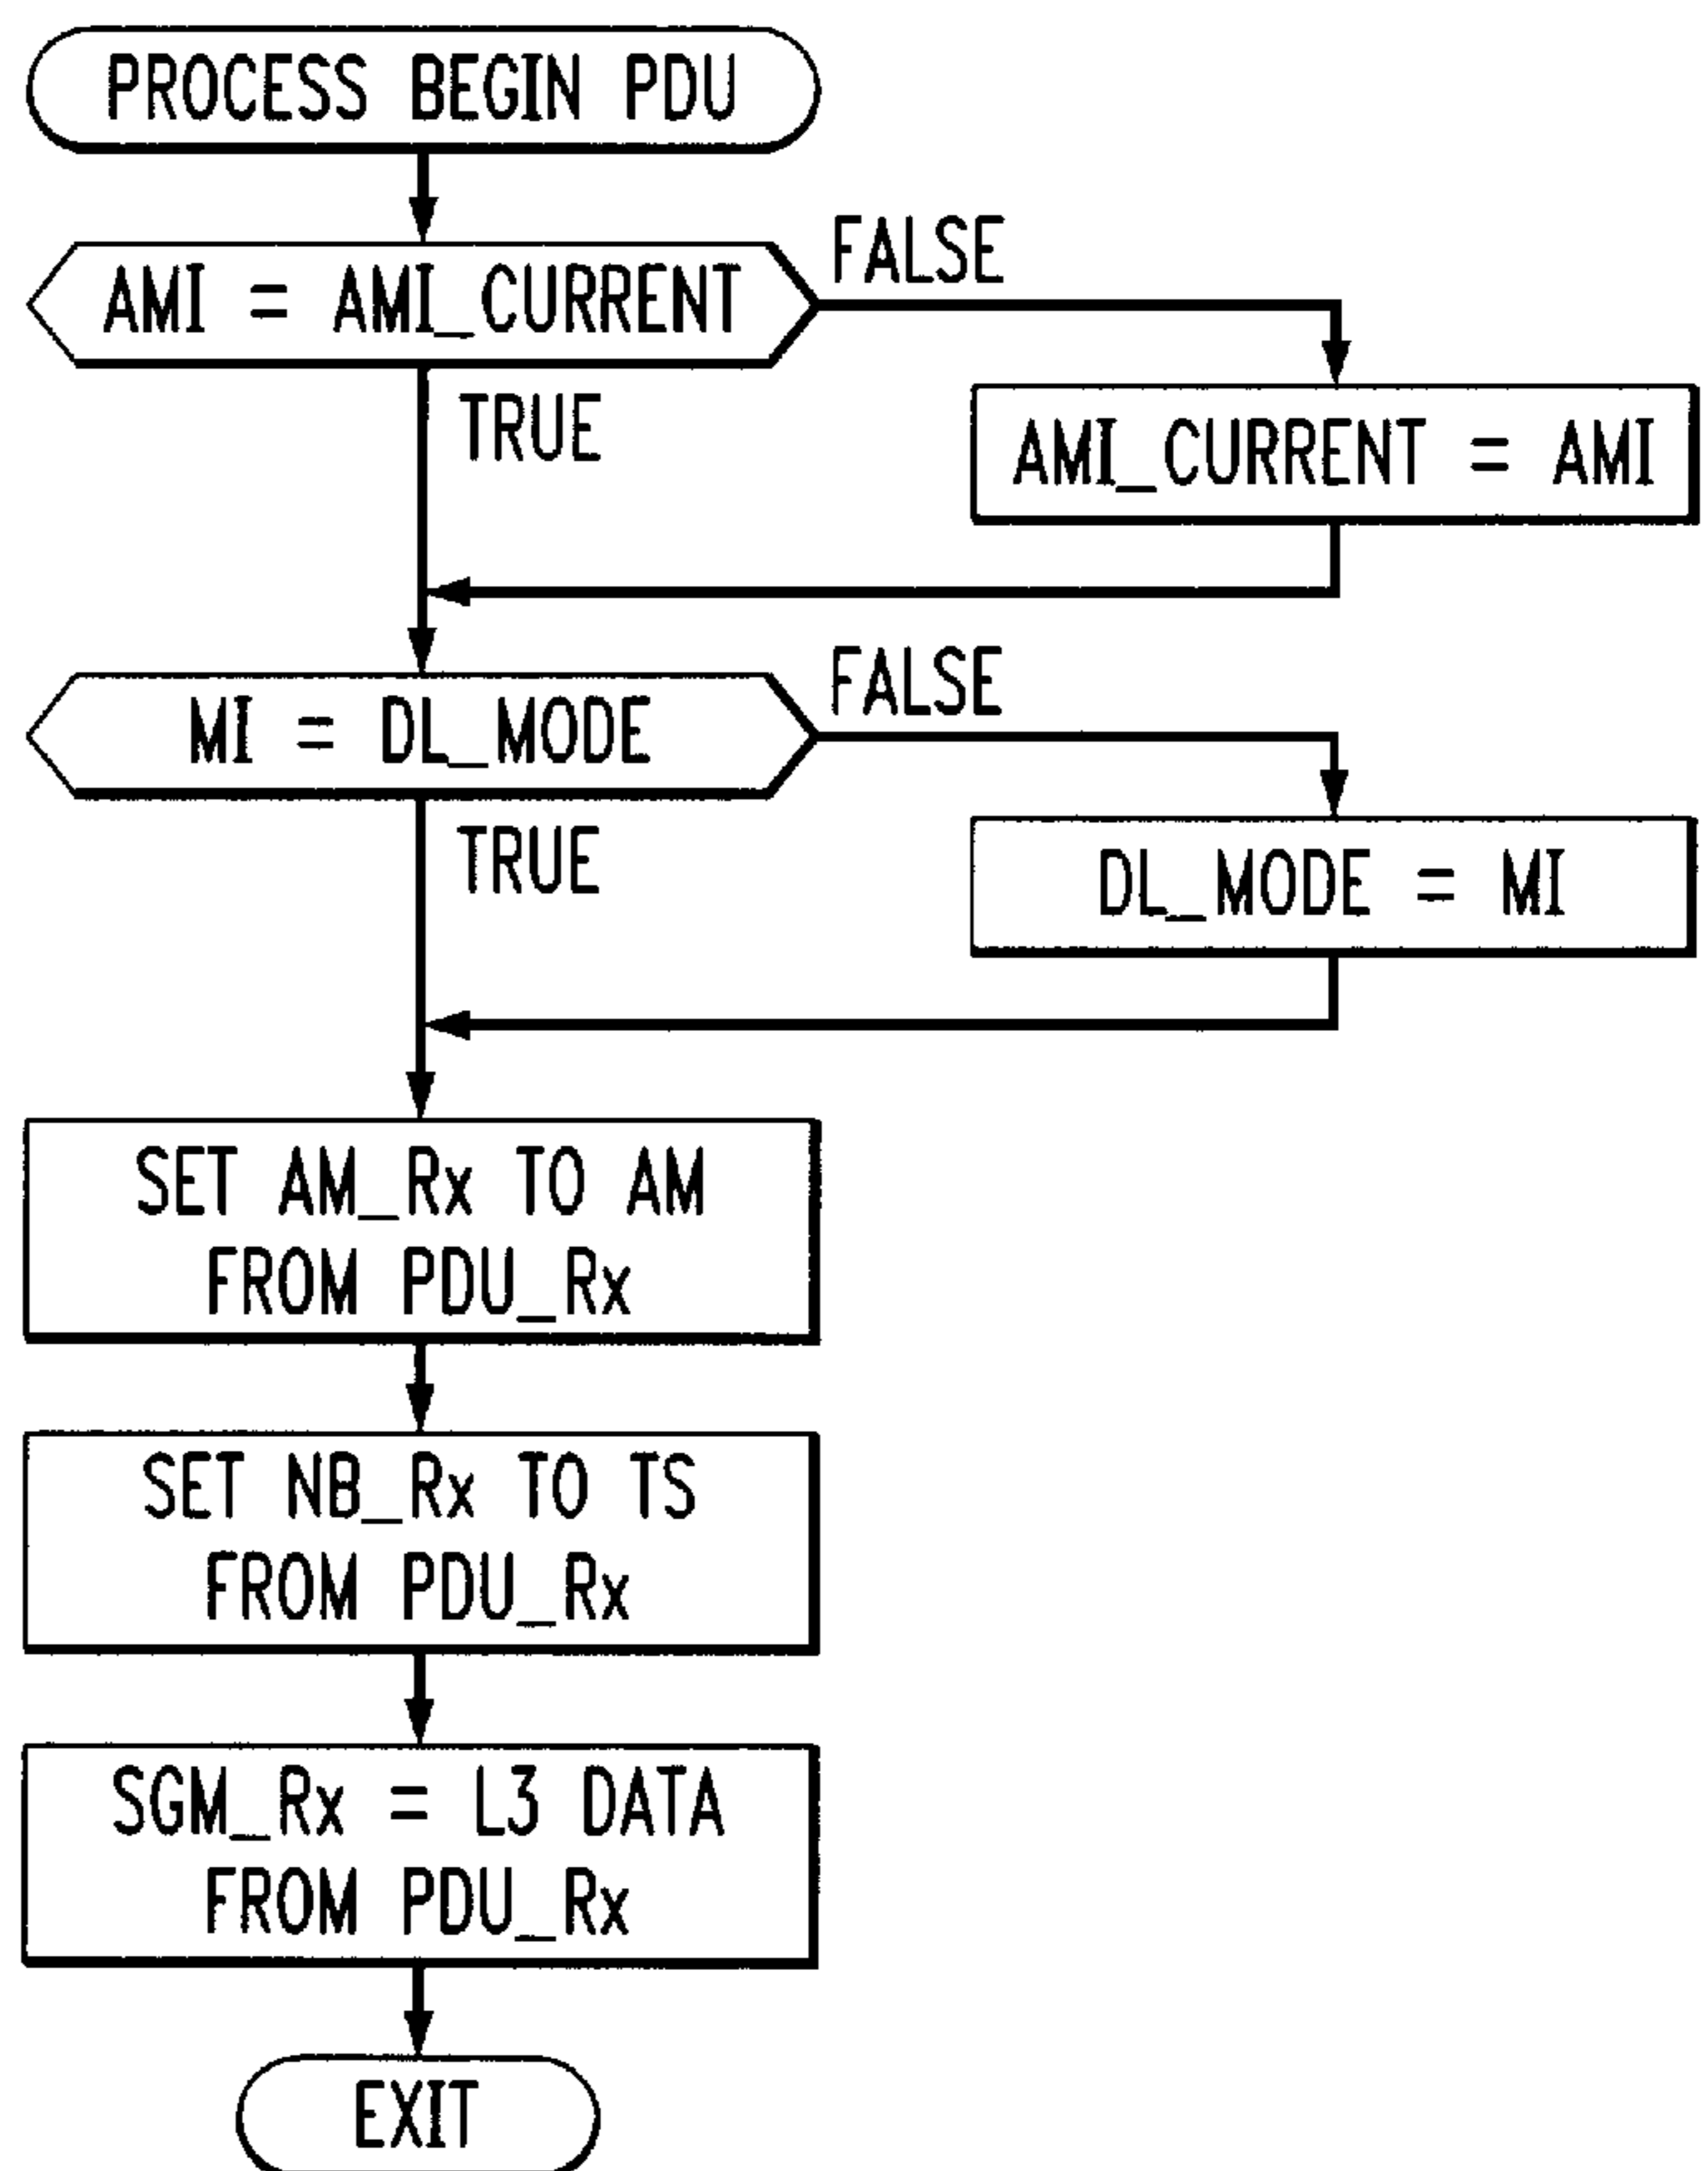 PROCESS BEGIN PDU
AMI = AMI_CURRENT
FALSE
TRUE
AMI_CURRENT = AMI
MI = DL_MODE
FALSE
TRUE
DL_MODE = MI
SET AM_Rx TO AM
FROM PDU_Rx
SET NB_Rx TO TS
FROM PDU_Rx
SGM_Rx = L3 DATA
FROM PDU_Rx
EXIT